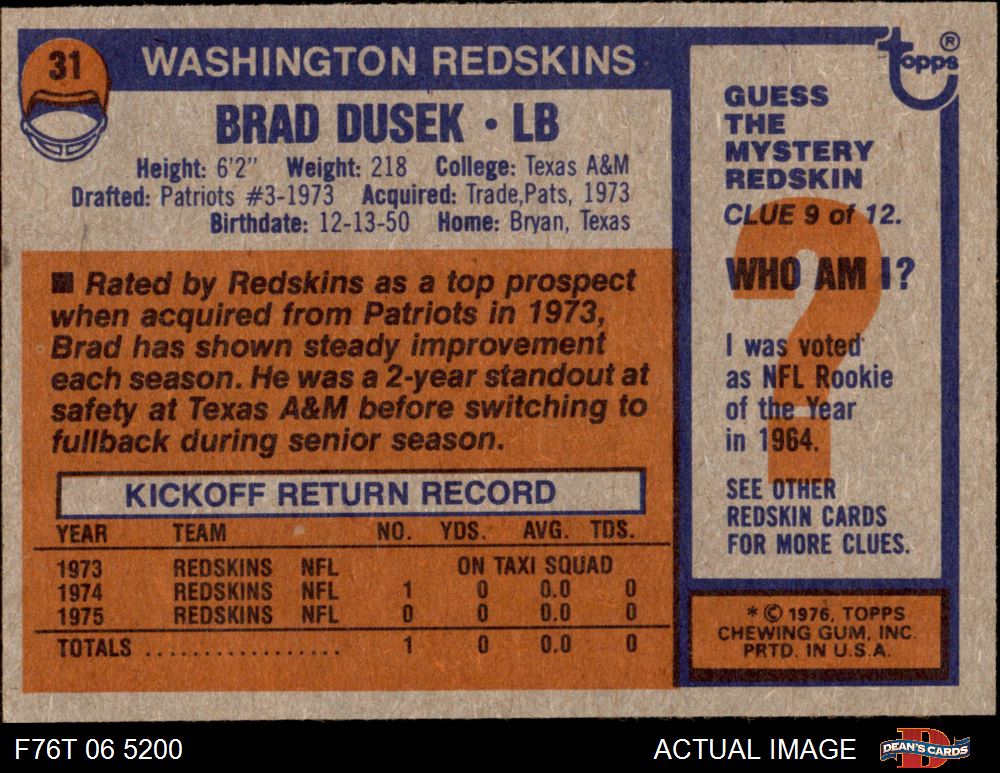 31
WASHINGTON REDSKINS
BRAD DUSEK • LB
Height: 6'2" Weight: 218 College: Texas A&M
Drafted: Patriots #3-1973 Acquired: Trade,Pats, 1973
Birthdate: 12-13-50 Home: Bryan, Texas
■ Rated by Redskins as a top prospect
when acquired from Patriots in 1973,
Brad has shown steady improvement
each season. He was a 2-year standout at
safety at Texas A&M before switching to
fullback during senior season.
KICKOFF RETURN RECORD
YEAR TEAM NO. YDS. AVG. TDS.
1973 REDSKINS NFL ON TAXI SQUAD
1974 REDSKINS NFL 1 0 0.0 0
1975 REDSKINS NFL 0 0 0.0 0
TOTALS ................. 1 0 0.0 0
topps ®
GUESS
THE
MYSTERY
REDSKIN
CLUE 9 of 12.
?
WHO AM I?
I was voted
as NFL Rookie
of the Year
in 1964.
SEE OTHER
REDSKIN CARDS
FOR MORE CLUES.
* © 1976, TOPPS
CHEWING GUM, INC.
PRTD. IN U.S.A.
F76T 06 5200
ACTUAL IMAGE
DEAN'S CARDS